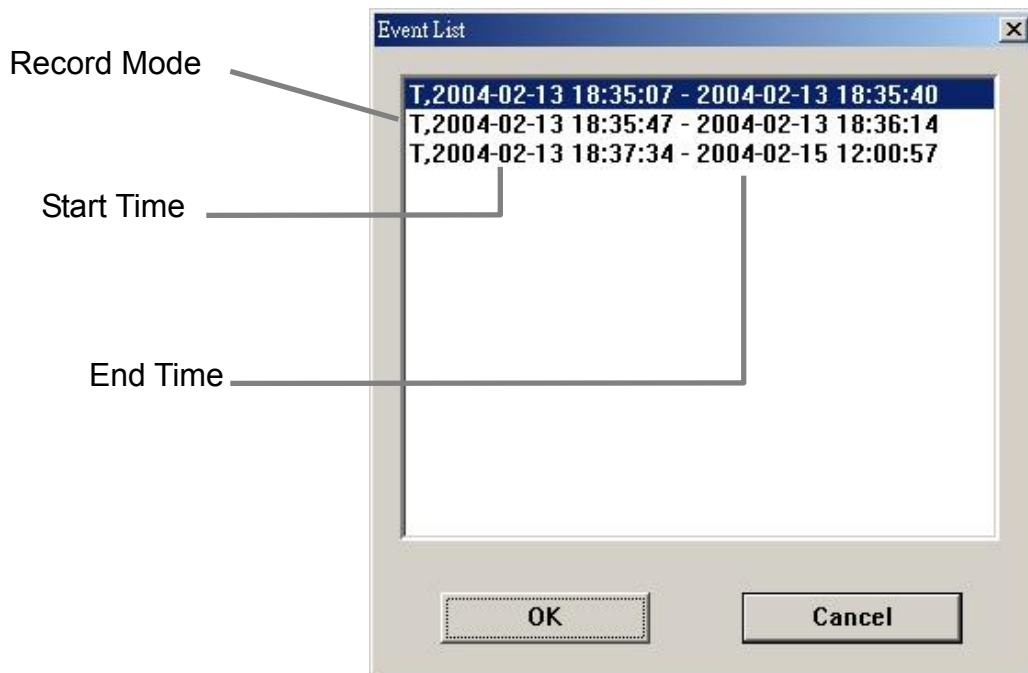 Event List
Record Mode
T,2004-02-13 18:35:07 - 2004-02-13 18:35:40
T,2004-02-13 18:35:47 - 2004-02-13 18:36:14
T,2004-02-13 18:37:34 - 2004-02-15 12:00:57
Start Time
End Time
OK
Cancel